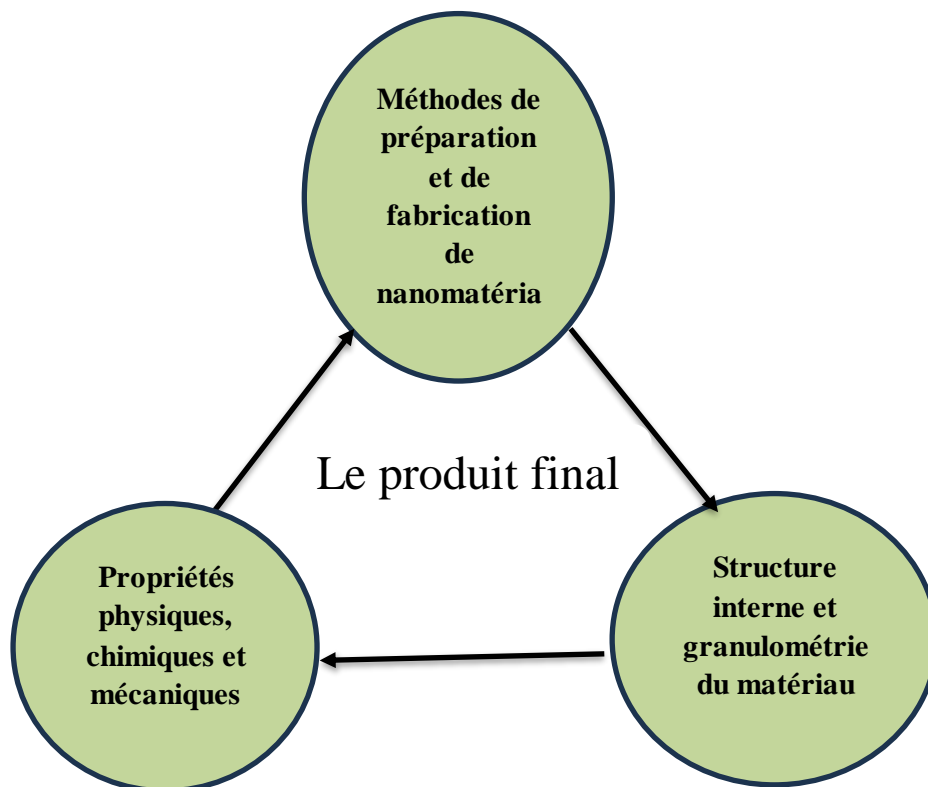 Méthodes de
préparation
et de
fabrication
de
nanomatéria
Le produit final
Propriétés
physiques,
chimiques et
mécaniques
Structure
interne et
granulométrie
du matériau